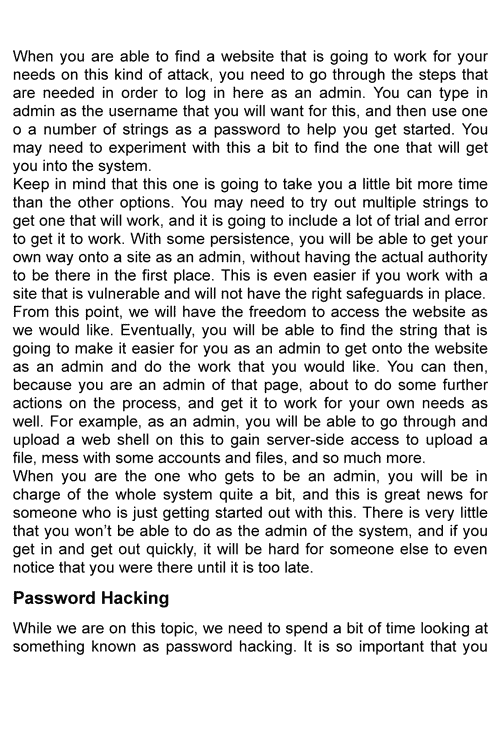 When you are able to find a website that is going to work for your
needs on this kind of attack, you need to go through the steps that
are needed in order to log in here as an admin. You can type in
admin as the username that you will want for this, and then use one
o a number of strings as a password to help you get started. You
may need to experiment with this a bit to find the one that will get
you into the system.
Keep in mind that this one is going to take you a little bit more time
than the other options. You may need to try out multiple strings to
get one that will work, and it is going to include a lot of trial and error
to get it to work. With some persistence, you will be able to get your
own way onto a site as an admin, without having the actual authority
to be there in the first place. This is even easier if you work with a
site that is vulnerable and will not have the right safeguards in place.
From this point, we will have the freedom to access the website as
we would like. Eventually, you will be able to find the string that is
going to make it easier for you as an admin to get onto the website
as an admin and do the work that you would like. You can then,
because you are an admin of that page, about to do some further
actions on the process, and get it to work for your own needs as
well. For example, as an admin, you will be able to go through and
upload a web shell on this to gain server-side access to upload a
file, mess with some accounts and files, and so much more.
When you are the one who gets to be an admin, you will be in
charge of the whole system quite a bit, and this is great news for
someone who is just getting started out with this. There is very little
that you won’t be able to do as the admin of the system, and if you
get in and get out quickly, it will be hard for someone else to even
notice that you were there until it is too late.
Password Hacking
While we are on this topic, we need to spend a bit of time looking at
something known as password hacking. It is so important that you